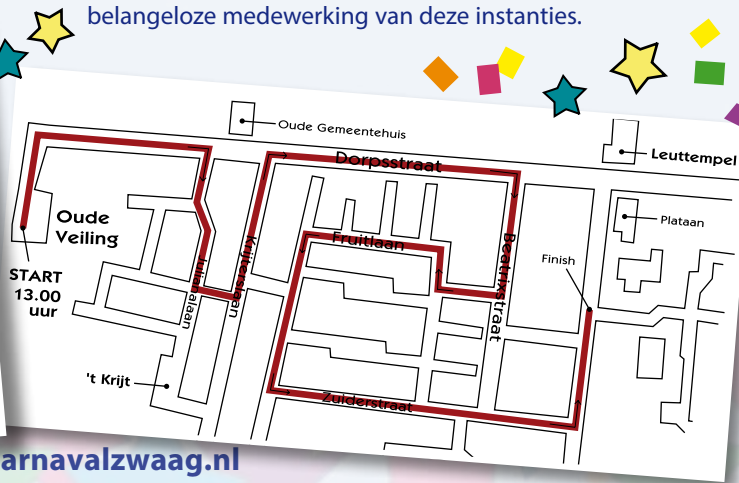 belangeloze medewerking van deze instanties.
Oude Gemeentehuis
Leuttempel
Dorpsstraat
Plataan
Oude
Veiling
Fruitlaan
Krijterslaan
Beatrixstraat
Finish
START
13.00
uur
Julianalaan
't Krijt
Zuiderstraat
arnavalzwaag.nl